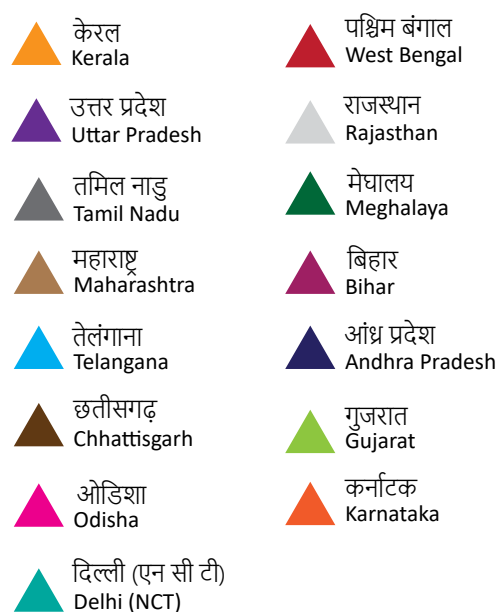 केरल
Kerala
उत्तर प्रदेश
Uttar Pradesh
तमिल नाडु
Tamil Nadu
महाराष्ट्र
Maharashtra
तेलंगाना
Telangana
छतीसगढ़
Chhattisgarh
ओडिशा
Odisha
दिल्ली (एन सी टी)
Delhi (NCT)
पश्चिम बंगाल
West Bengal
राजस्थान
Rajasthan
मेघालय
Meghalaya
बिहार
Bihar
आंध्र प्रदेश
Andhra Pradesh
गुजरात
Gujarat
कर्नाटक
Karnataka